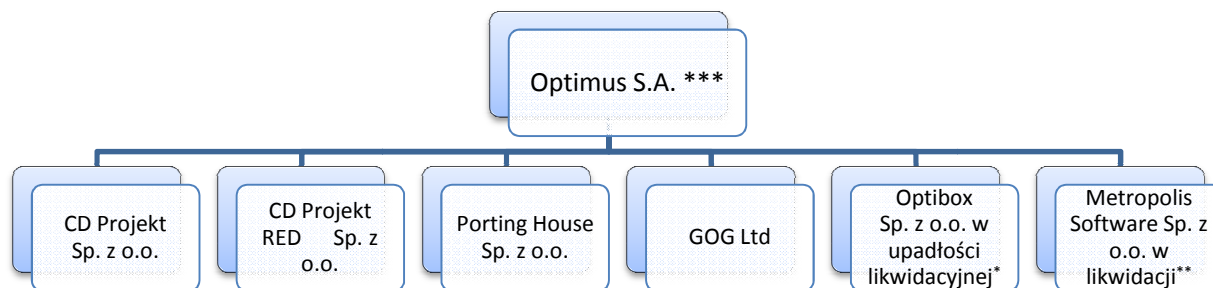 Optimus S.A. ***
CD Projekt
Sp. z o.o.
CD Projekt
RED Sp. z
o.o.
Porting House
Sp. z o.o.
GOG Ltd
Optibox
Sp. z o.o. w
upadłości
likwidacyjnej*
Metropolis
Software Sp. z
o.o. w
likwidacji**